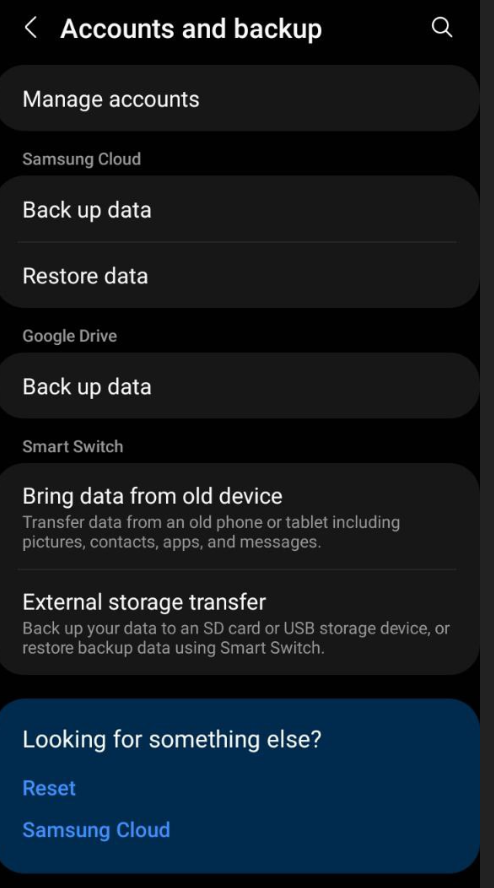 Accounts and backup
Manage accounts
Samsung Cloud
Back up data
Restore data
Google Drive
Back up data
Smart Switch
Bring data from old device
Transfer data from an old phone or tablet including
pictures, contacts, apps, and messages.
External storage transfer
Back up your data to an SD card or USB storage device, or
restore backup data using Smart Switch.
Looking for something else?
Reset
Samsung Cloud